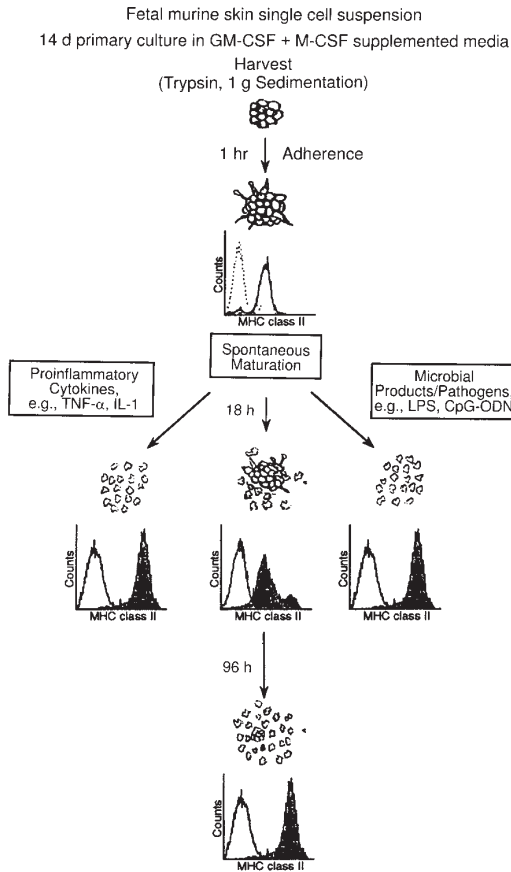 Fetal murine skin single cell suspension
14 d primary culture in GM-CSF + M-CSF supplemented media
Harvest
(Trypsin, 1 g Sedimentation)
1 hr Adherence
Counts
MHC class II
Proinflammatory
Cytokines,
e.g., TNF-α, IL-1
Spontaneous
Maturation
Microbial
Products/Pathogens,
e.g., LPS, CpG-ODN
18 h
Counts
MHC class II
Counts
MHC class II
Counts
MHC class II
96 h
Counts
MHC class II